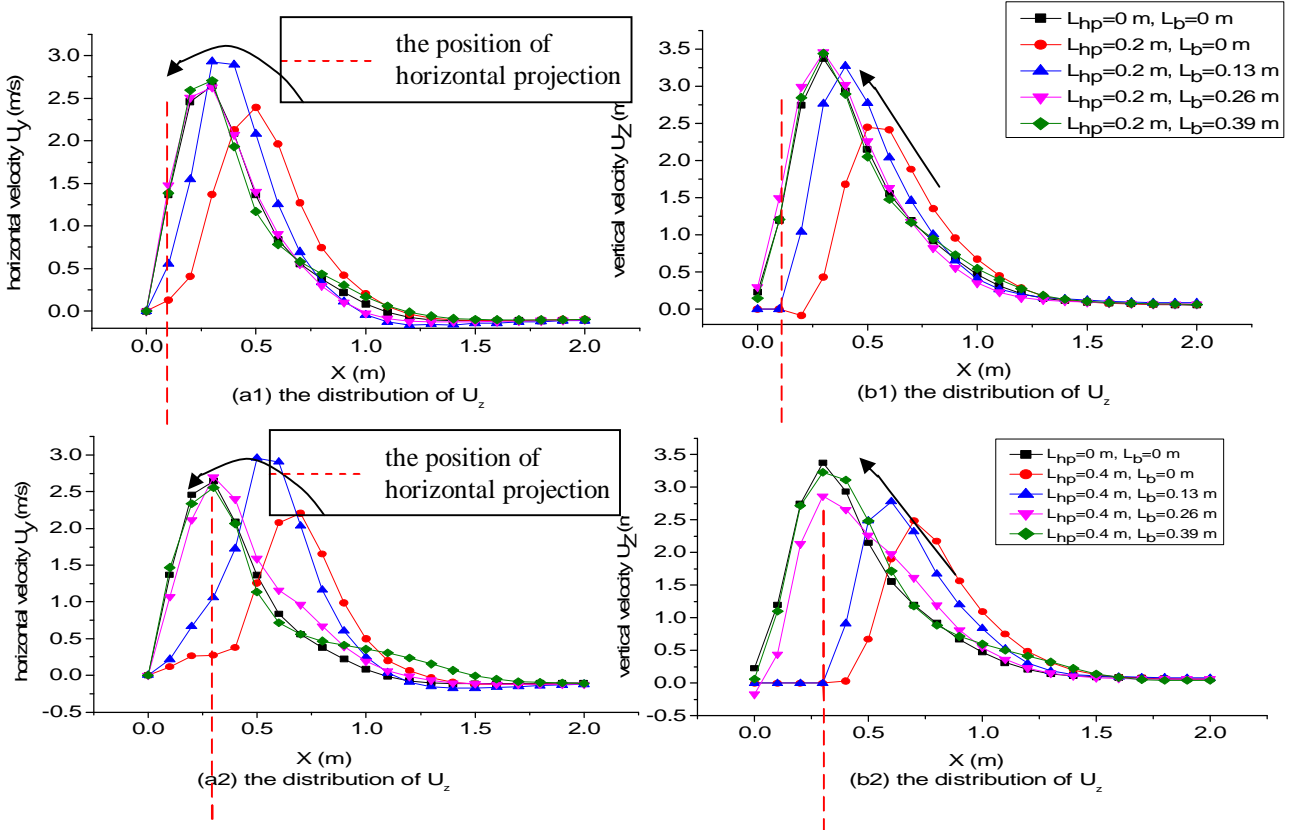 the position of
horizontal projection
horizontal velocity U_y (m/s)
3.0
2.5
2.0
1.5
1.0
0.5
0.0
0.0 0.5 1.0 1.5 2.0
X (m)
(a1) the distribution of U_z
L_hp=0 m, L_b=0 m
L_hp=0.2 m, L_b=0 m
L_hp=0.2 m, L_b=0.13 m
L_hp=0.2 m, L_b=0.26 m
L_hp=0.2 m, L_b=0.39 m
vertical velocity U_Z (m
3.5
3.0
2.5
2.0
1.5
1.0
0.5
0.0
0.0 0.5 1.0 1.5 2.0
X (m)
(b1) the distribution of U_z
the position of
horizontal projection
horizontal velocity U_y (m/s)
3.0
2.5
2.0
1.5
1.0
0.5
0.0
-0.5
0.0 0.5 1.0 1.5 2.0
X (m)
(a2) the distribution of U_z
L_hp=0 m, L_b=0 m
L_hp=0.4 m, L_b=0 m
L_hp=0.4 m, L_b=0.13 m
L_hp=0.4 m, L_b=0.26 m
L_hp=0.4 m, L_b=0.39 m
vertical velocity U_Z (m
3.5
3.0
2.5
2.0
1.5
1.0
0.5
0.0
-0.5
0.0 0.5 1.0 1.5 2.0
X (m)
(b2) the distribution of U_z